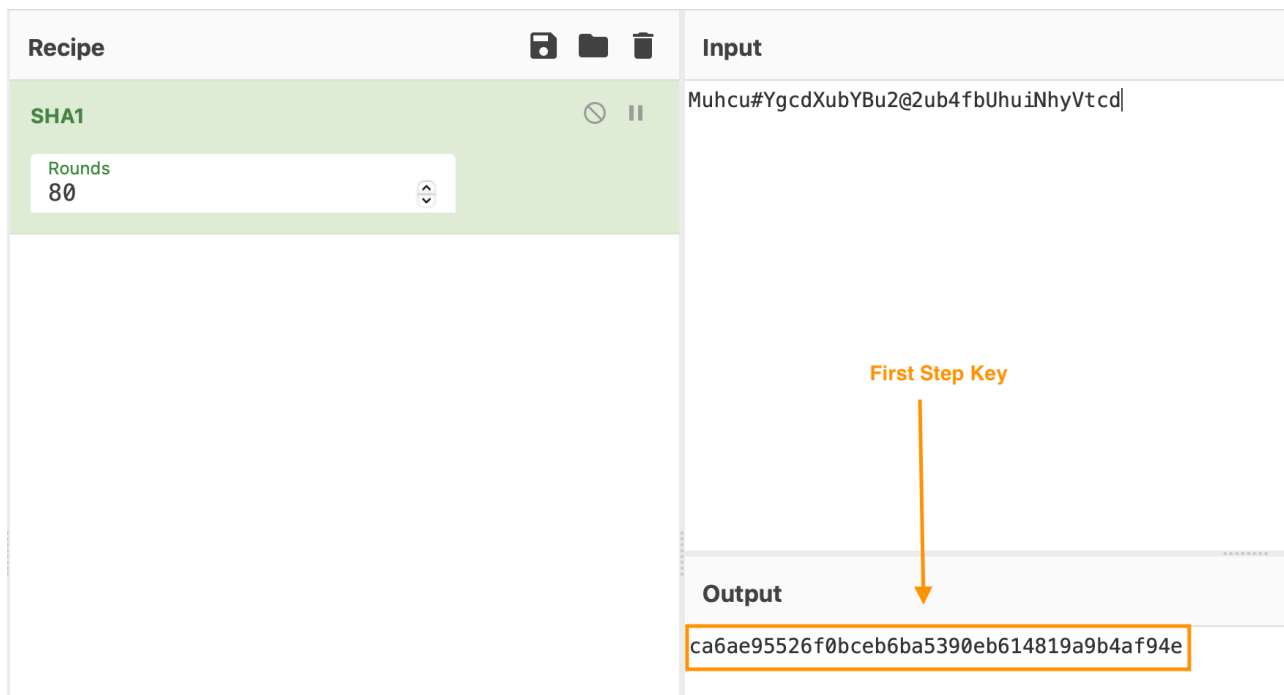 Recipe
SHA1
Rounds
80
Input
Muhcu#YgcdXubYBu2@2ub4fbUhuiNhyVtcd
First Step Key
Output
ca6ae95526f0bceb6ba5390eb614819a9b4af94e